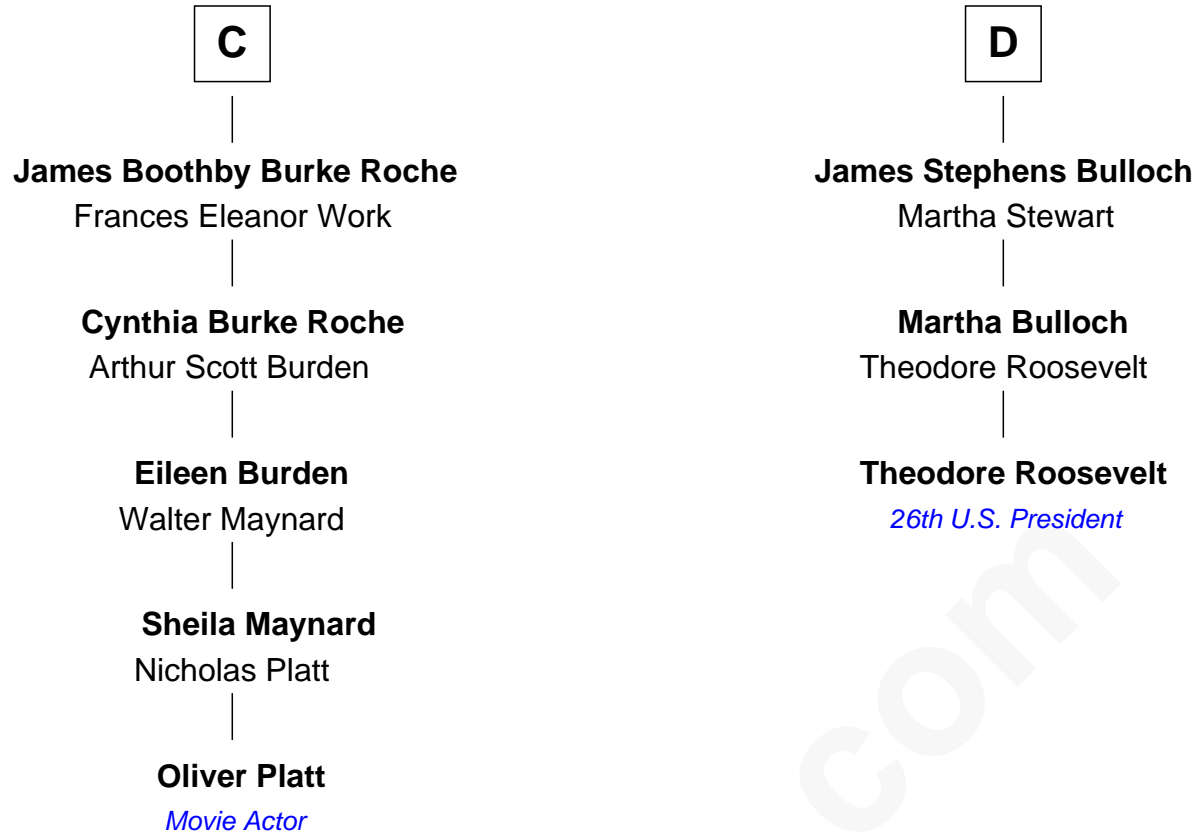 C
James Boothby Burke Roche
Frances Eleanor Work
Cynthia Burke Roche
Arthur Scott Burden
Eileen Burden
Walter Maynard
Sheila Maynard
Nicholas Platt
Oliver Platt
Movie Actor
D
James Stephens Bulloch
Martha Stewart
Martha Bulloch
Theodore Roosevelt
Theodore Roosevelt
26th U.S. President
com